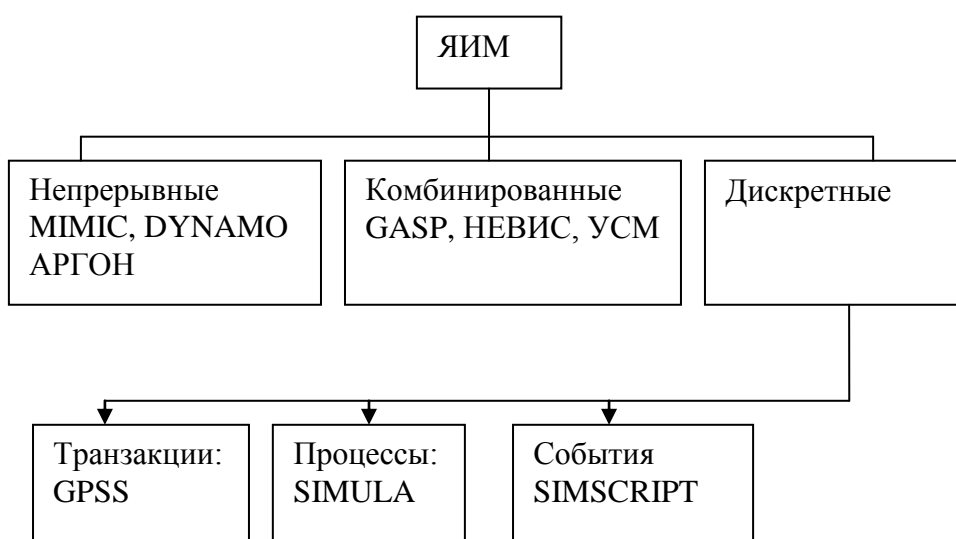 ЯИМ
Непрерывные
MIMIC, DYNAMO
АРГОН
Комбинированные
GASP, НЕВИС, УСМ
Дискретные
Транзакции:
GPSS
Процессы:
SIMULA
События
SIMSCRIPT